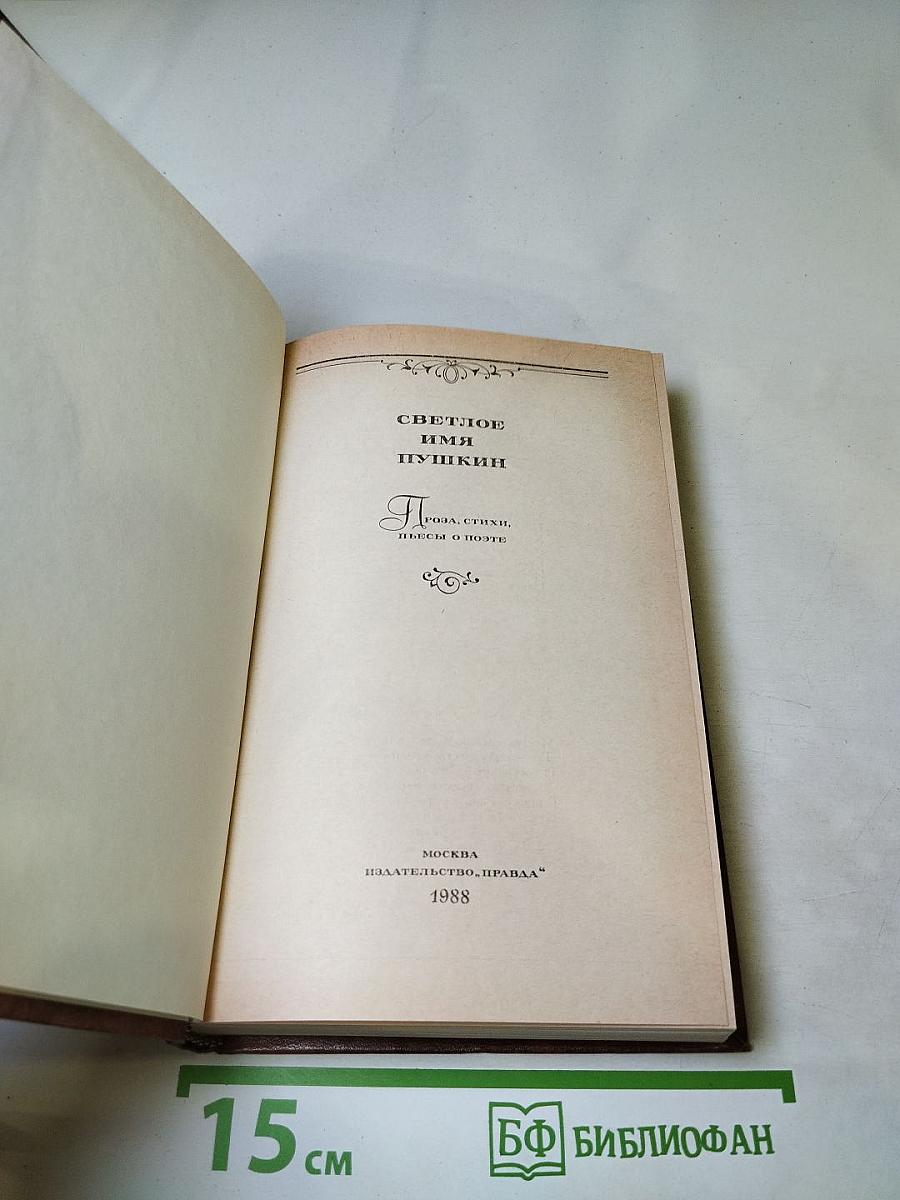 СВЕТЛОЕ
ИМЯ
ПУШКИН
ПРОЗА, СТИХИ,
ПЬЕСЫ О ПОЭТЕ
МОСКВА
ИЗДАТЕЛЬСТВО „ПРАВДА“
1988
15 см
БФ БИБЛИОФАН